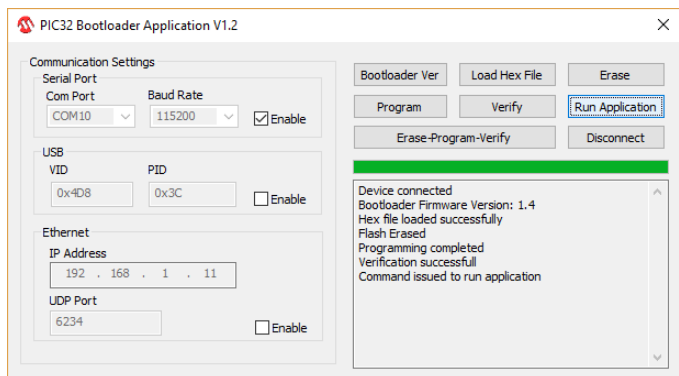 PIC32 Bootloader Application V1.2
Communication Settings
Serial Port
Com Port Baud Rate
COM10 115200 Enable
USB
VID PID
0x4D8 0x3C Enable
Ethernet
IP Address
192 . 168 . 1 . 11
UDP Port
6234 Enable
Bootloader Ver Load Hex File Erase
Program Verify Run Application
Erase-Program-Verify Disconnect
Device connected
Bootloader Firmware Version: 1.4
Hex file loaded successfully
Flash Erased
Programming completed
Verification successfull
Command issued to run application